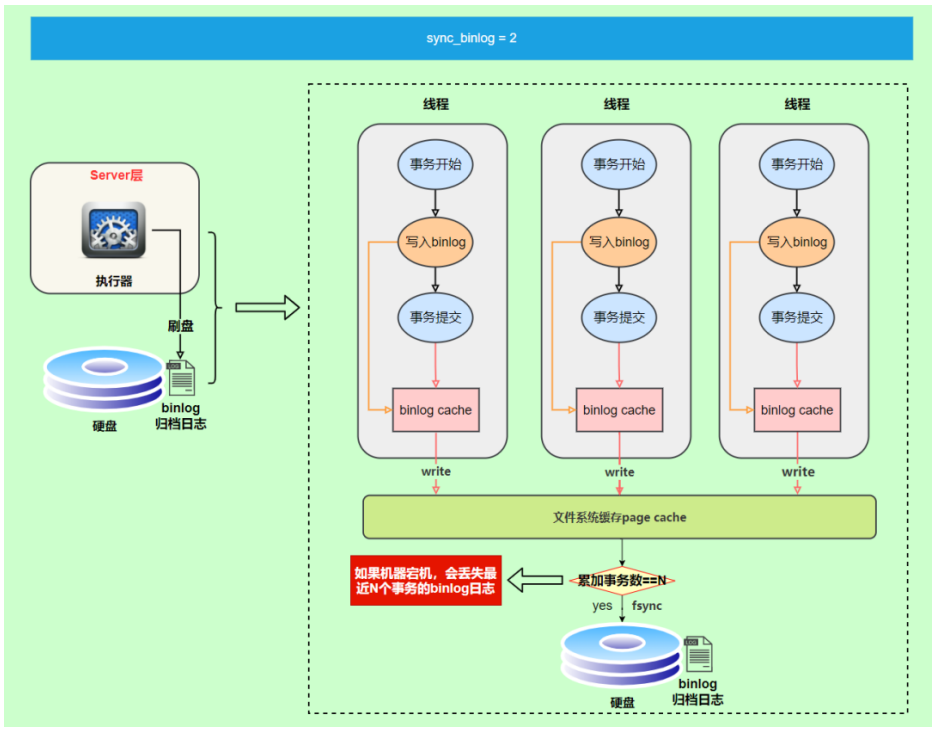 sync_binlog = 2
Server层
执行器
刷盘
LOG
硬盘
binlog
归档日志
线程
事务开始
写入binlog
事务提交
binlog cache
write
线程
事务开始
写入binlog
事务提交
binlog cache
write
线程
事务开始
写入binlog
事务提交
binlog cache
write
文件系统缓存page cache
如果机器宕机，会丢失最
近N个事务的binlog日志
累加事务数==N
yes
fsync
LOG
硬盘
binlog
归档日志